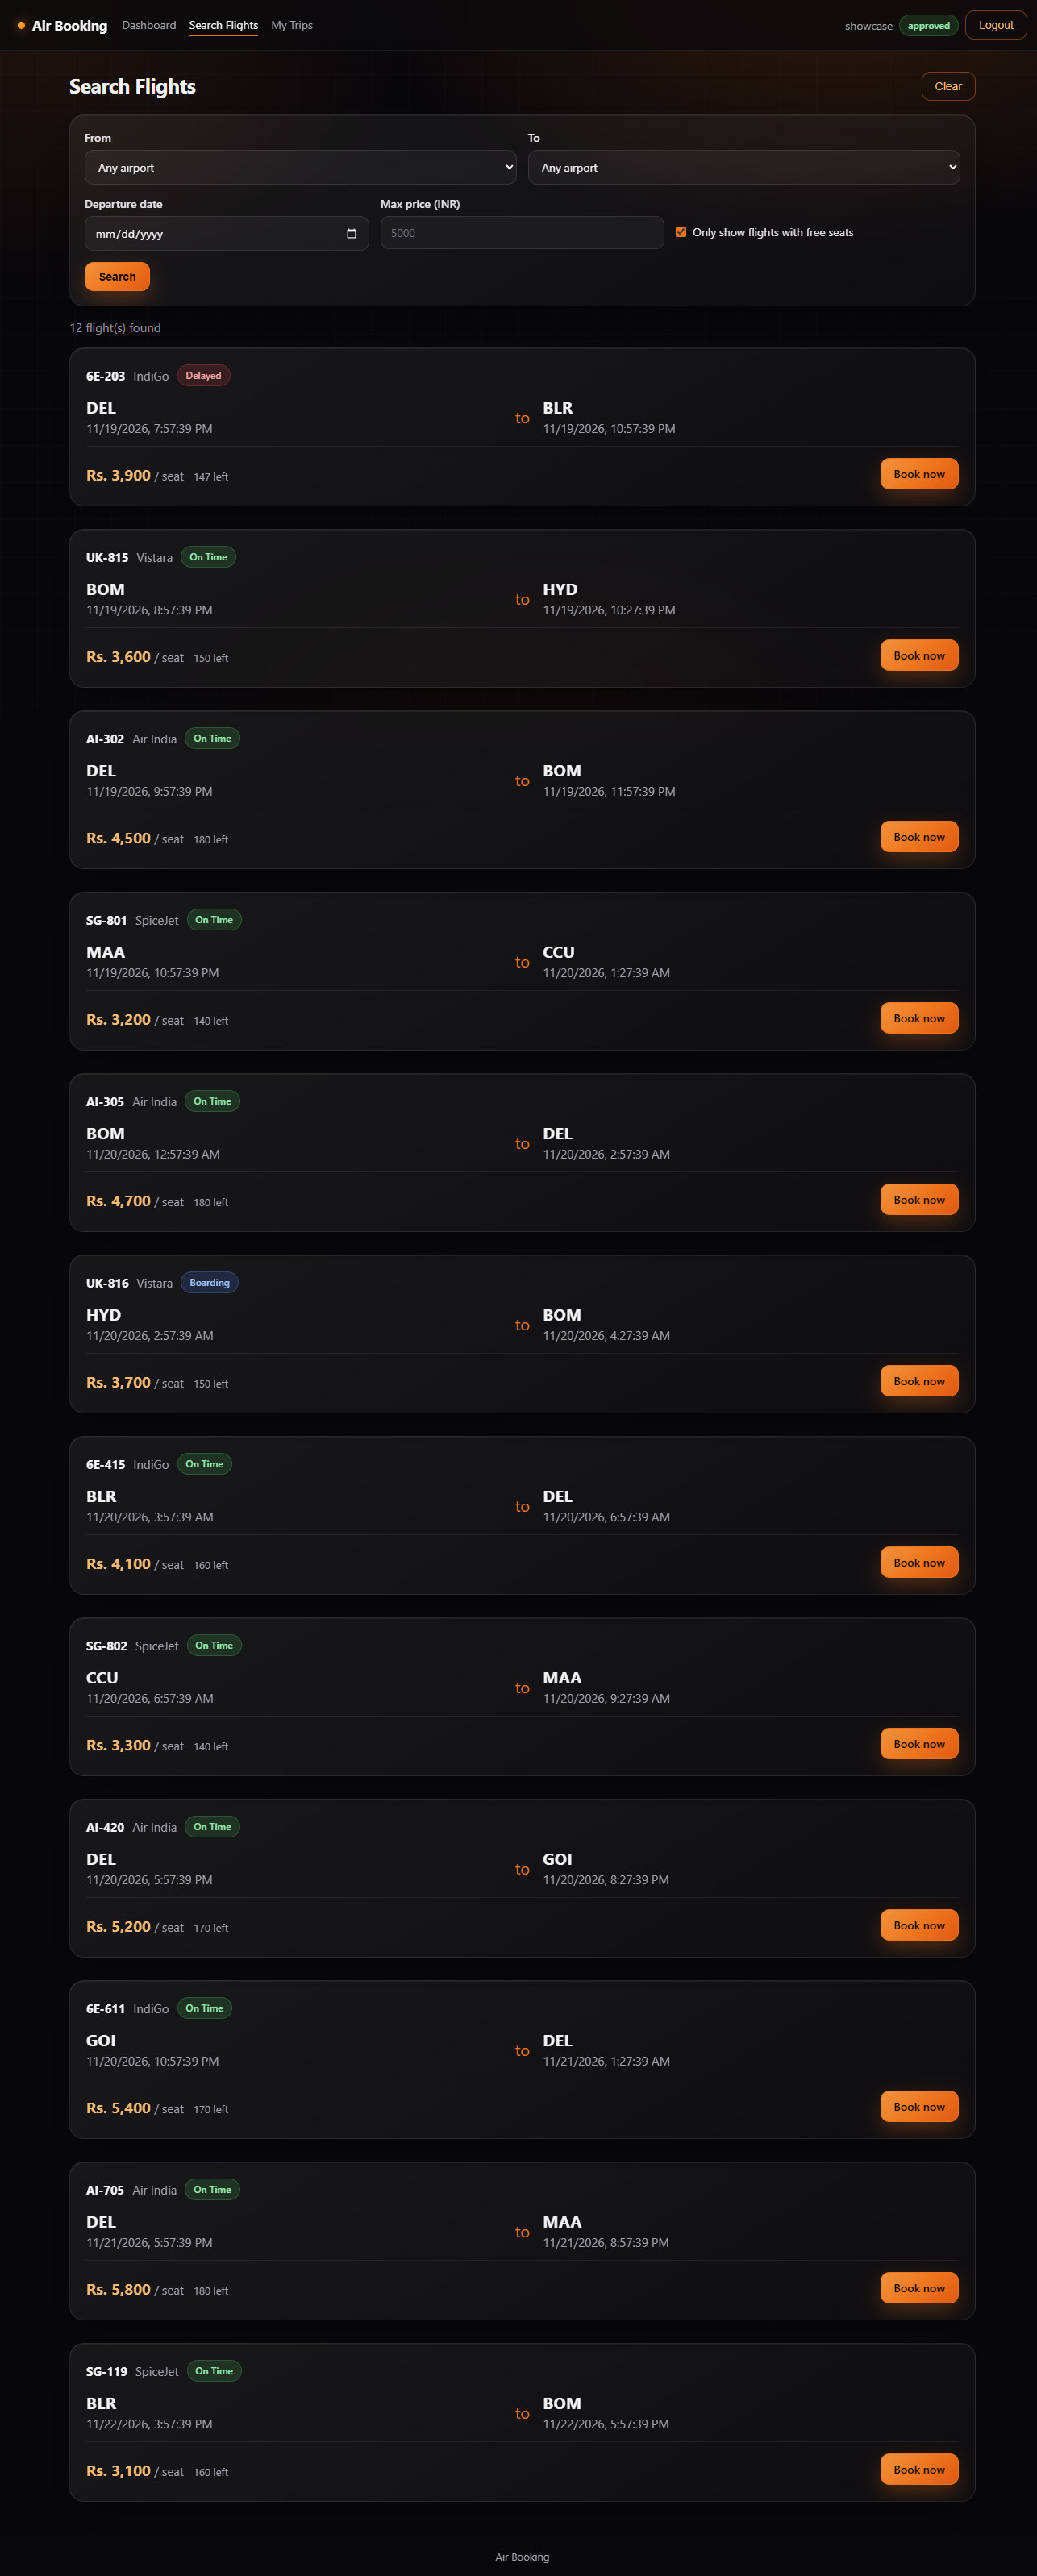 Air Booking Dashboard Search Flights My Trips showcase approved Logout
Search Flights Clear
From To
Any airport Any airport
Departure date Max price (INR)
mm/dd/yyyy 5000 Only show flights with free seats
Search
12 flight(s) found
6E-203 IndiGo Delayed
DEL to BLR
11/19/2026, 7:57:39 PM 11/19/2026, 10:57:39 PM
Rs. 3,900 / seat 147 left Book now
UK-815 Vistara On Time
BOM to HYD
11/19/2026, 8:57:39 PM 11/19/2026, 10:27:39 PM
Rs. 3,600 / seat 150 left Book now
AI-302 Air India On Time
DEL to BOM
11/19/2026, 9:57:39 PM 11/19/2026, 11:57:39 PM
Rs. 4,500 / seat 180 left Book now
SG-801 SpiceJet On Time
MAA to CCU
11/19/2026, 10:57:39 PM 11/20/2026, 1:27:39 AM
Rs. 3,200 / seat 140 left Book now
AI-305 Air India On Time
BOM to DEL
11/20/2026, 12:57:39 AM 11/20/2026, 2:57:39 AM
Rs. 4,700 / seat 180 left Book now
UK-816 Vistara Boarding
HYD to BOM
11/20/2026, 2:57:39 AM 11/20/2026, 4:27:39 AM
Rs. 3,700 / seat 150 left Book now
6E-415 IndiGo On Time
BLR to DEL
11/20/2026, 3:57:39 AM 11/20/2026, 6:57:39 AM
Rs. 4,100 / seat 160 left Book now
SG-802 SpiceJet On Time
CCU to MAA
11/20/2026, 6:57:39 AM 11/20/2026, 9:27:39 AM
Rs. 3,300 / seat 140 left Book now
AI-420 Air India On Time
DEL to GOI
11/20/2026, 5:57:39 PM 11/20/2026, 8:27:39 PM
Rs. 5,200 / seat 170 left Book now
6E-611 IndiGo On Time
GOI to DEL
11/20/2026, 10:57:39 PM 11/21/2026, 1:27:39 AM
Rs. 5,400 / seat 170 left Book now
AI-705 Air India On Time
DEL to MAA
11/21/2026, 5:57:39 PM 11/21/2026, 8:57:39 PM
Rs. 5,800 / seat 180 left Book now
SG-119 SpiceJet On Time
BLR to BOM
11/22/2026, 3:57:39 PM 11/22/2026, 5:57:39 PM
Rs. 3,100 / seat 160 left Book now
Air Booking